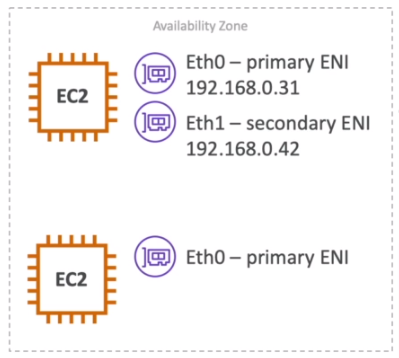 Availability Zone
EC2
Eth0 – primary ENI
192.168.0.31
Eth1 – secondary ENI
192.168.0.42
EC2
Eth0 – primary ENI